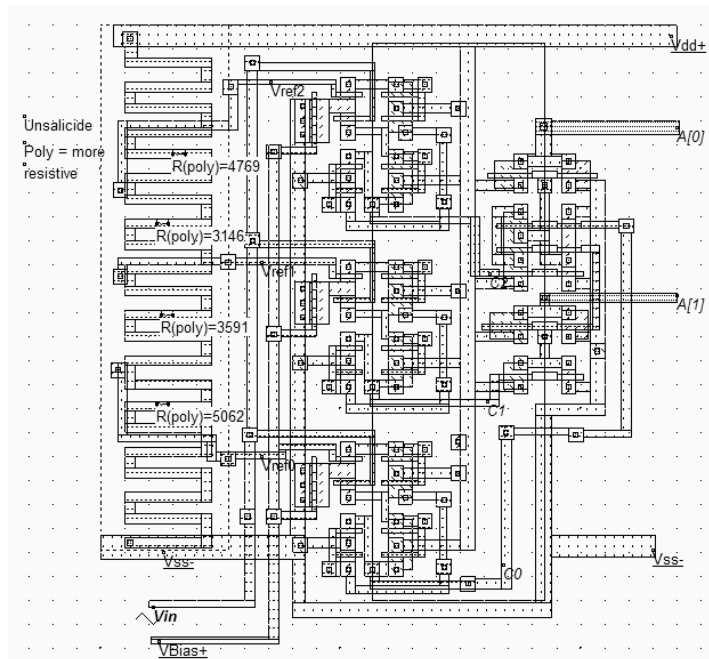 Vdd+
Vref2
Unsalicide
Poly = more
resistive
A[0]
R(poly)=4769
R(poly)=3146
Vref1
C2
A[1]
R(poly)=3591
C1
R(poly)=5062
Vref0
Vss-
C0
Vss-
Vin
VBias+